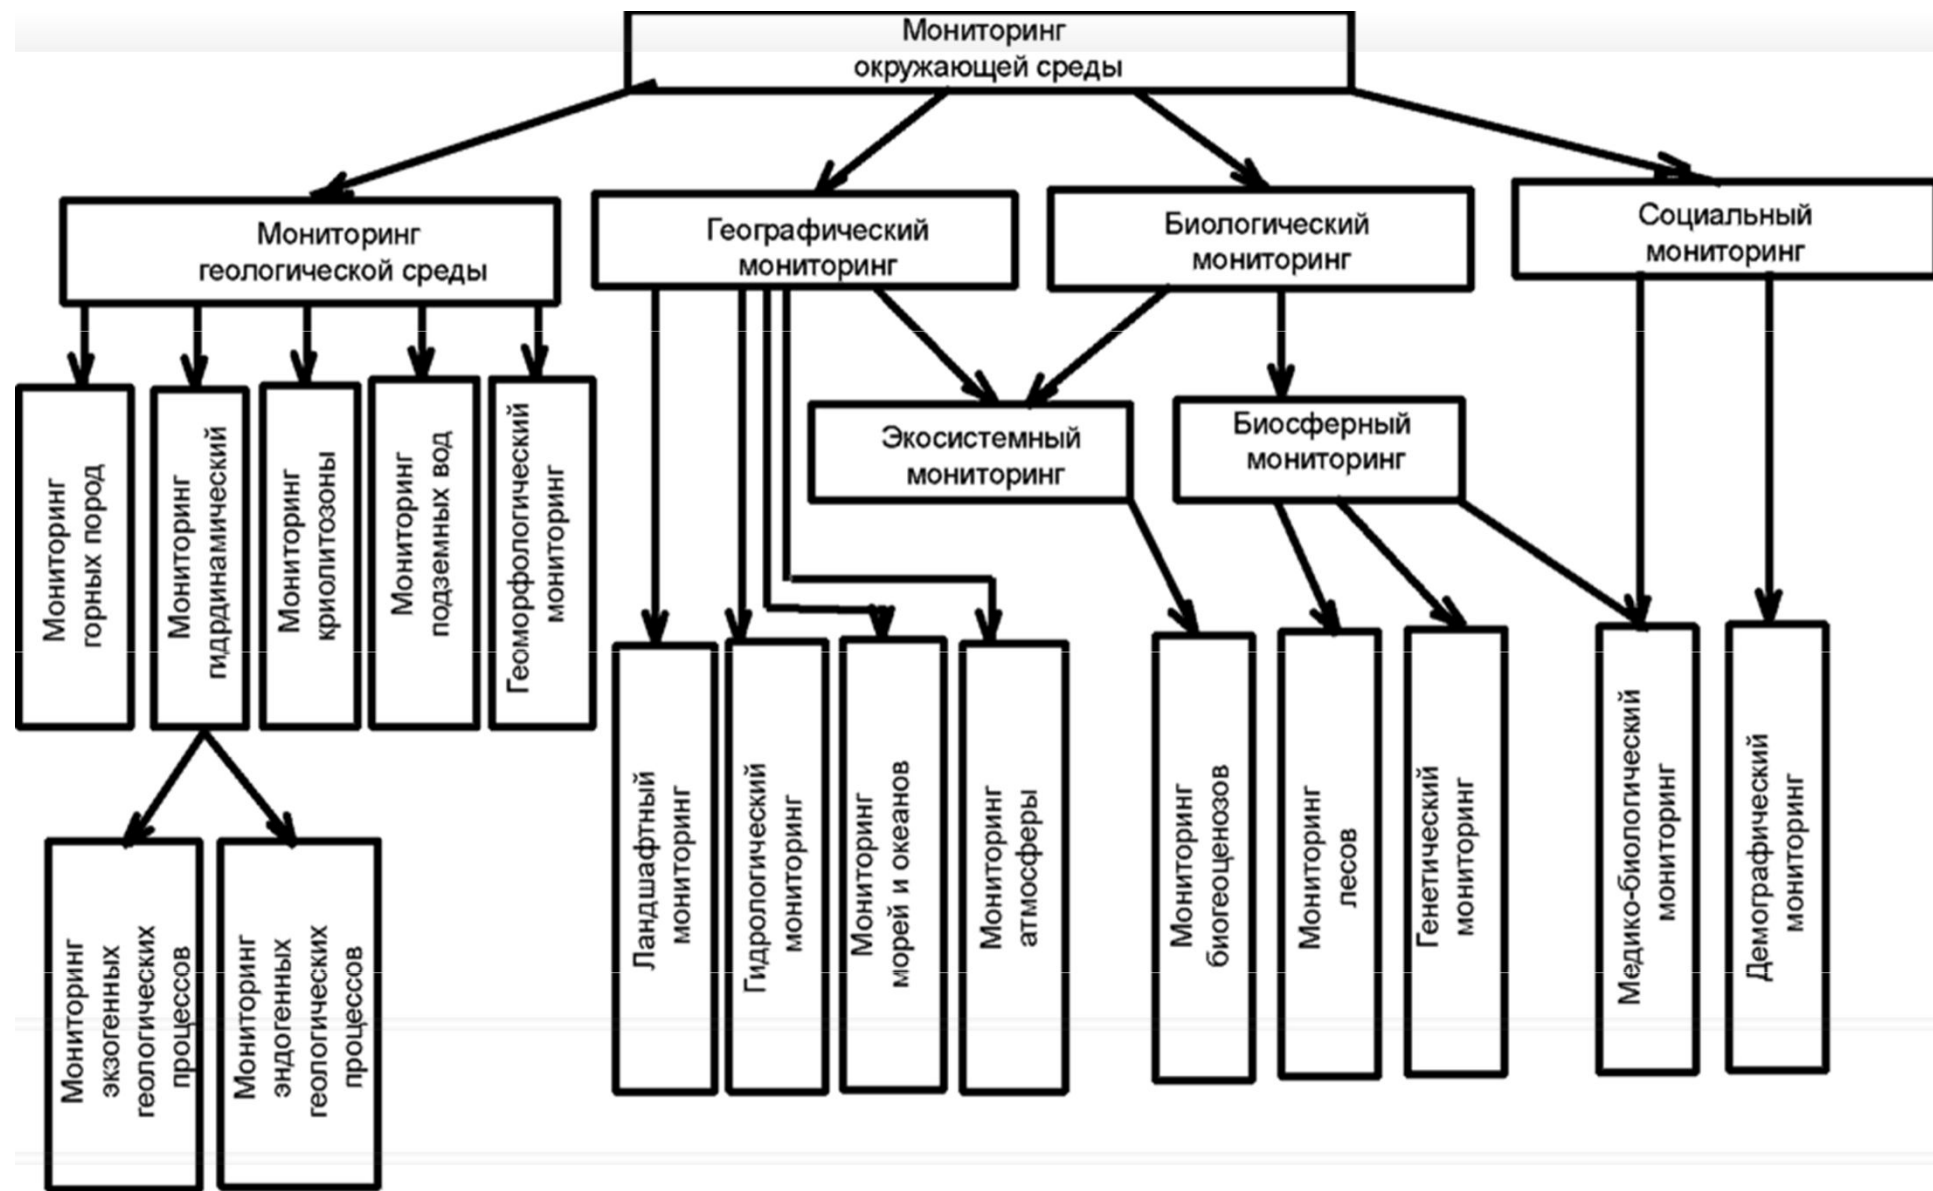 Мониторинг
окружающей среды
Мониторинг
геологической среды
Географический
мониторинг
Биологический
мониторинг
Социальный
мониторинг
Экосистемный
мониторинг
Биосферный
мониторинг
Мониторинг
горных пород
Мониторинг
гидрдинамический
Мониторинг
криолитозоны
Мониторинг
подземных вод
Геоморфологический
мониторинг
Ландшафтный
мониторинг
Гидрологический
мониторинг
Мониторинг
морей и океанов
Мониторинг
атмосферы
Мониторинг
биогеоценозов
Мониторинг
лесов
Генетический
мониторинг
Медико-биологический
мониторинг
Демографический
мониторинг
Мониторинг
экзогенных
геологических
процессов
Мониторинг
эндогенных
геологических
процессов